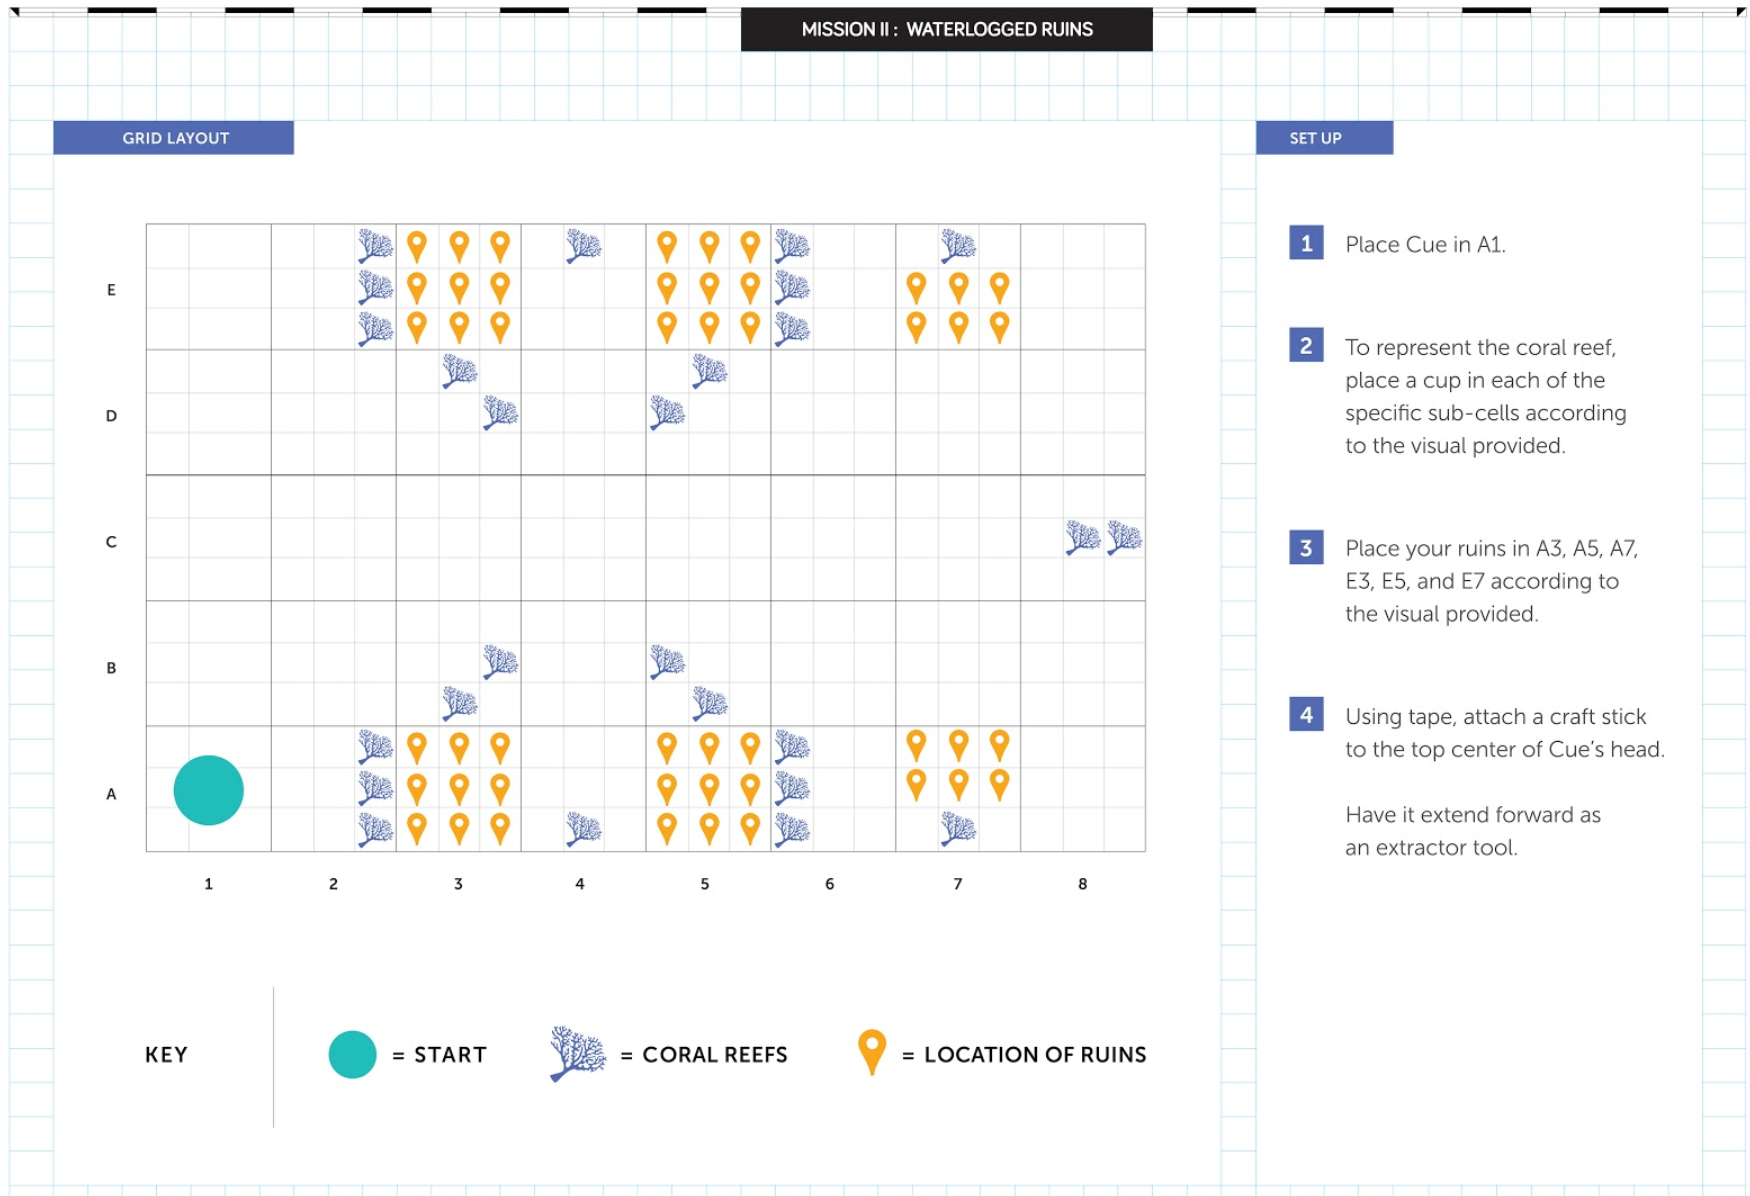 MISSION II : WATERLOGGED RUINS
GRID LAYOUT
E
D
C
B
A
1 2 3 4 5 6 7 8
KEY
= START
= CORAL REEFS
= LOCATION OF RUINS
SET UP
1 Place Cue in A1.
2 To represent the coral reef,
place a cup in each of the
specific sub-cells according
to the visual provided.
3 Place your ruins in A3, A5, A7,
E3, E5, and E7 according to
the visual provided.
4 Using tape, attach a craft stick
to the top center of Cue’s head.
Have it extend forward as
an extractor tool.